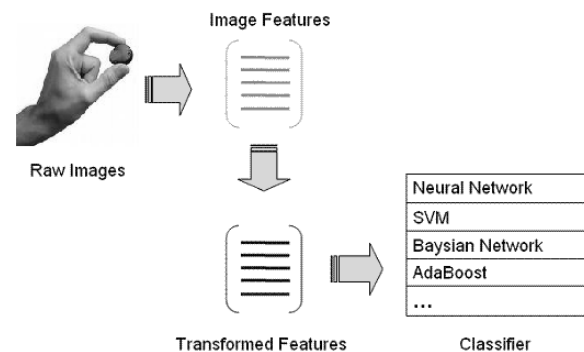 Image Features
Raw Images
Neural Network
SVM
Baysian Network
AdaBoost
...
Transformed Features
Classifier